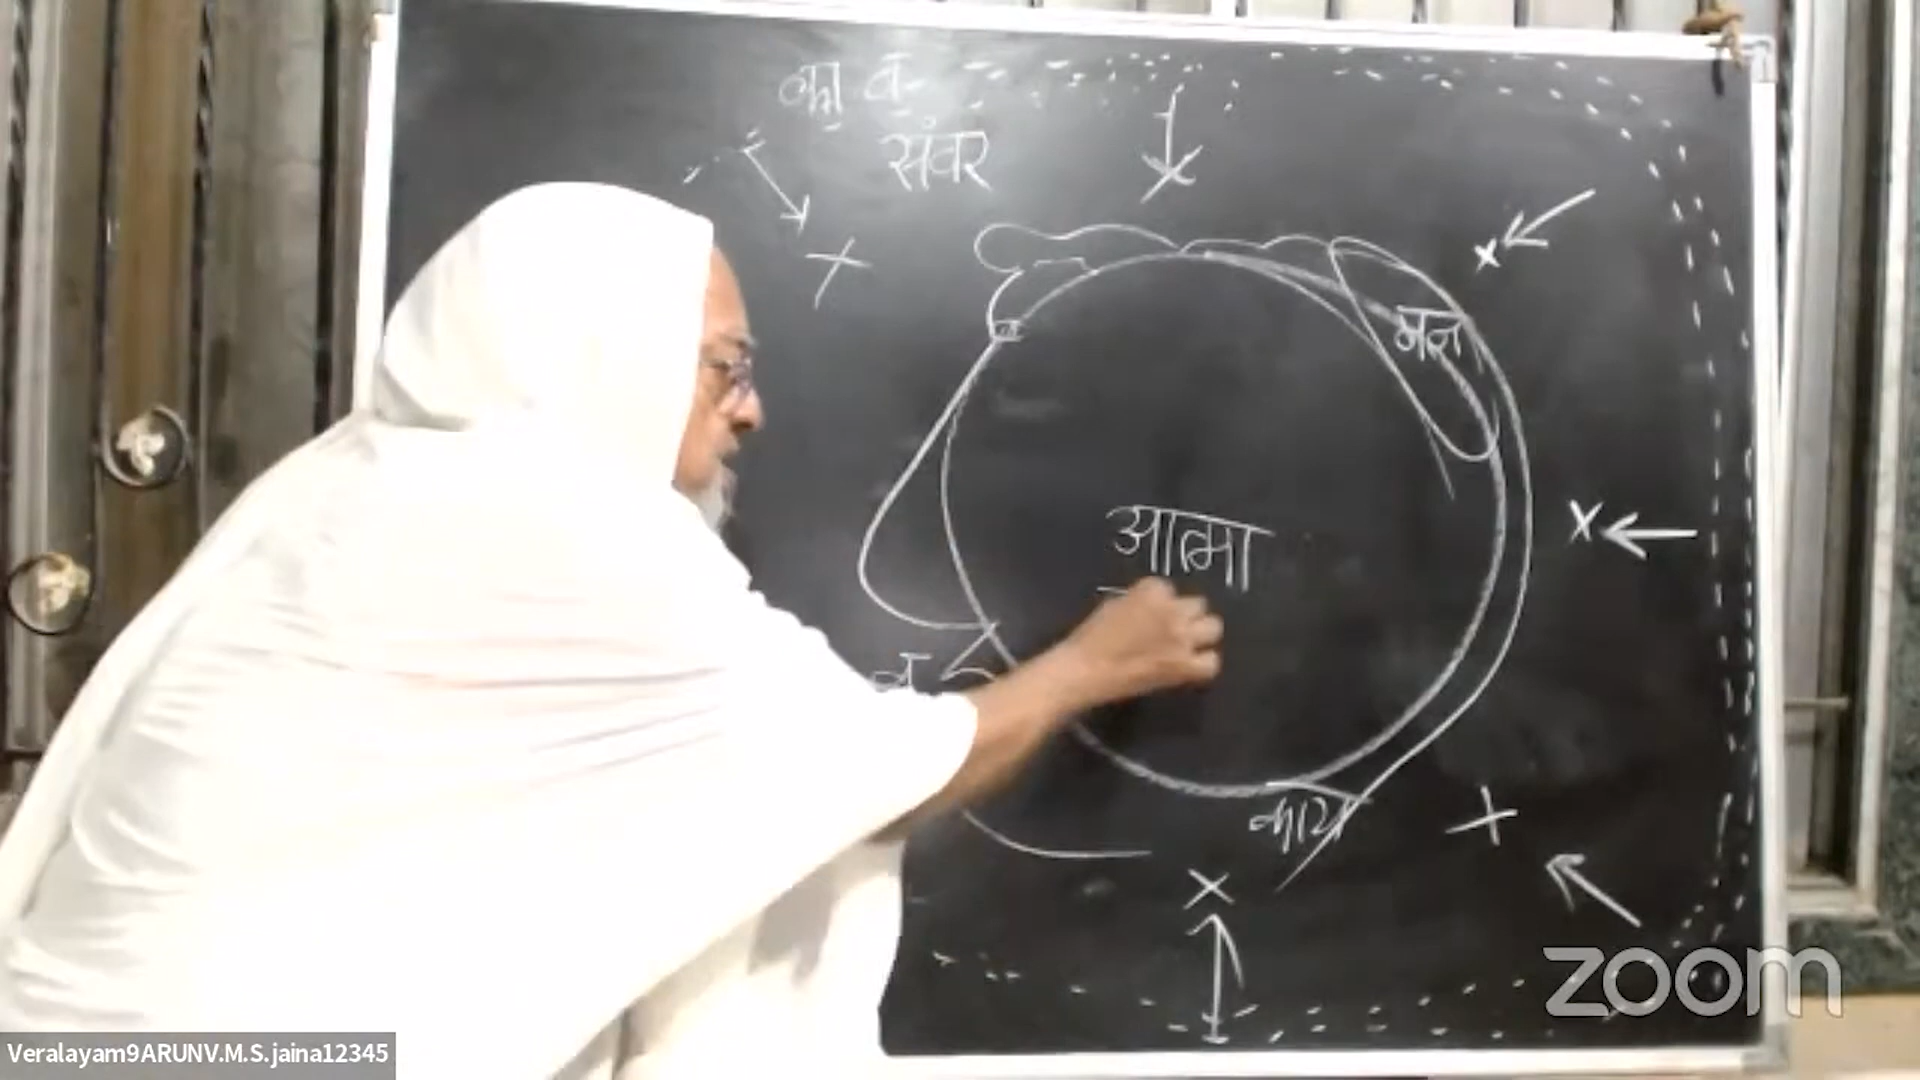 का व
संवर
मन
आत्मा
व
काय
zoom
Veralayam9ARUNV.M.S.jaina12345